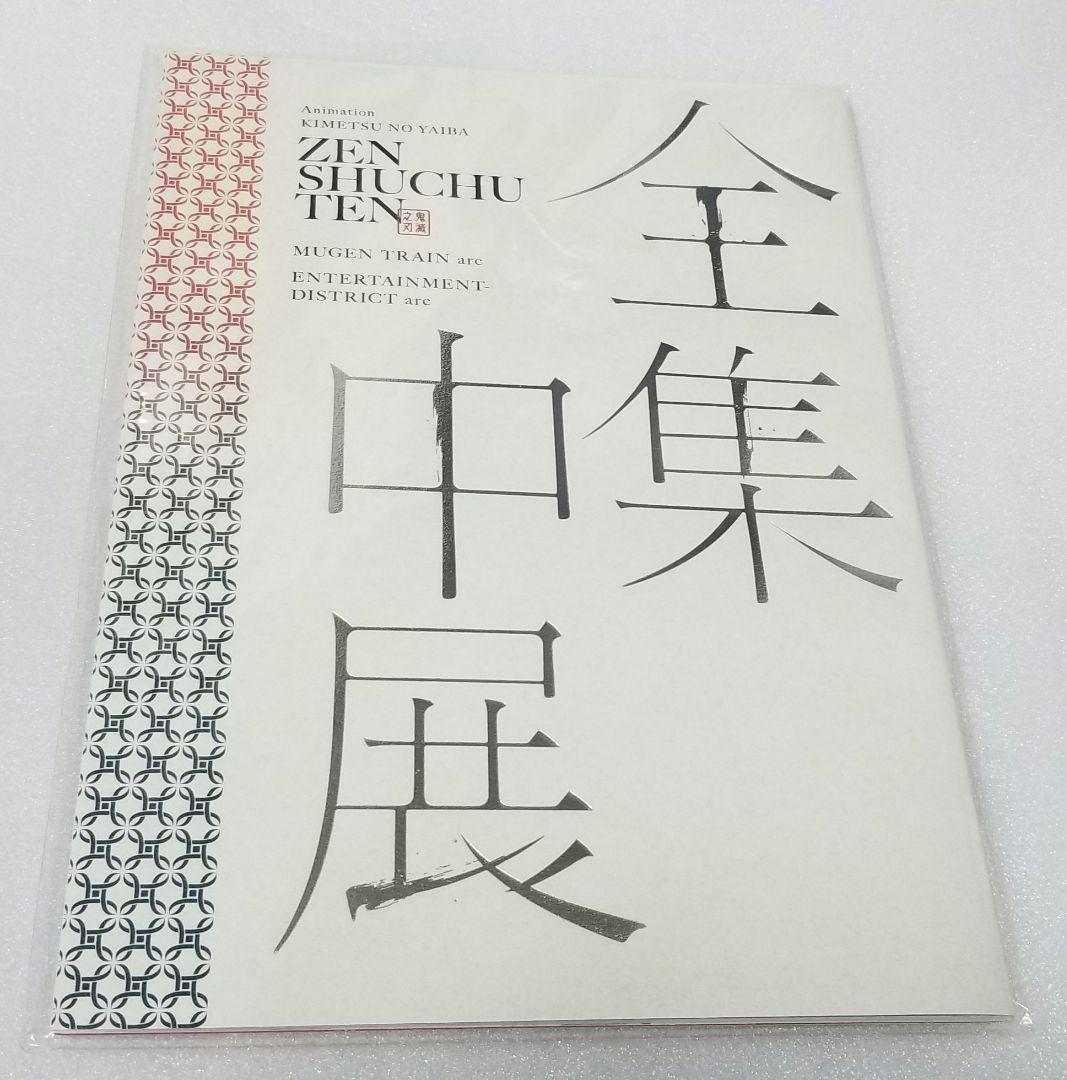 Animation
KIMETSU NO YAIBA
ZEN
SHUCHU
TEN
鬼滅
之刃
MUGEN TRAIN arc
ENTERTAINMENT-
DISTRICT arc
全集
中展